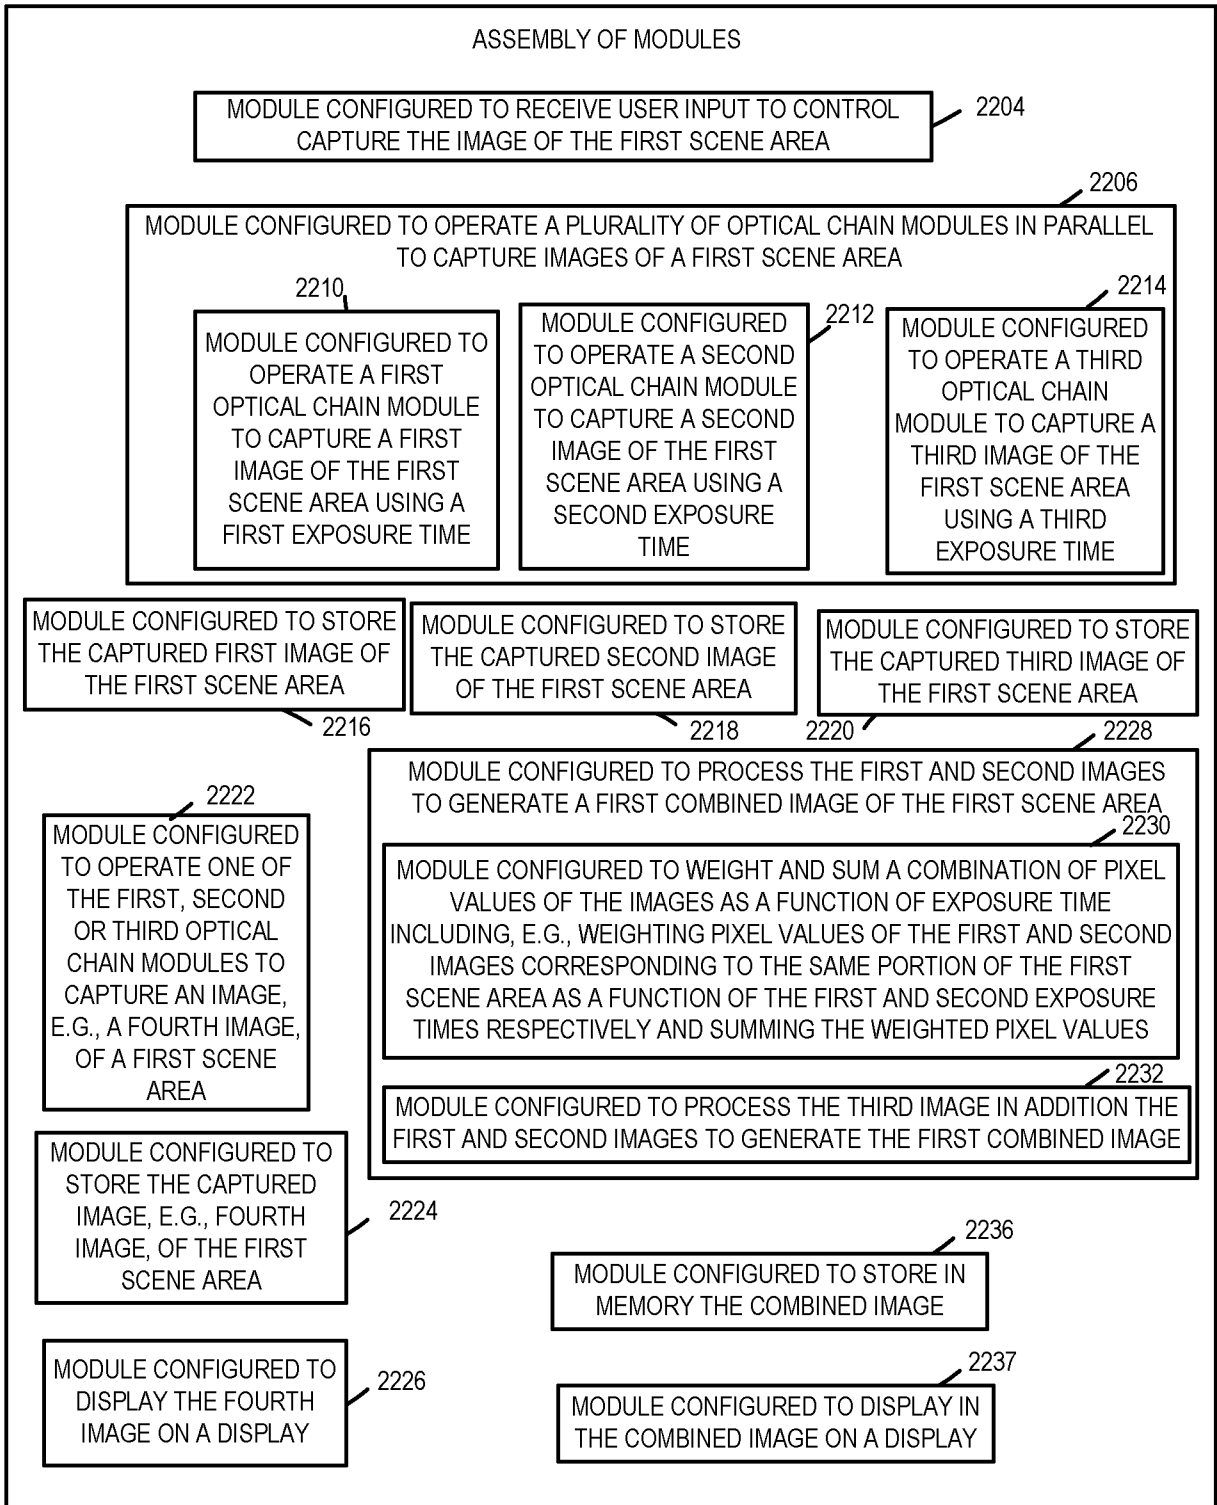 ASSEMBLY OF MODULES
MODULE CONFIGURED TO RECEIVE USER INPUT TO CONTROL
CAPTURE THE IMAGE OF THE FIRST SCENE AREA
2204
2206
MODULE CONFIGURED TO OPERATE A PLURALITY OF OPTICAL CHAIN MODULES IN PARALLEL
TO CAPTURE IMAGES OF A FIRST SCENE AREA
2210
MODULE CONFIGURED TO
OPERATE A FIRST
OPTICAL CHAIN MODULE
TO CAPTURE A FIRST
IMAGE OF THE FIRST
SCENE AREA USING A
FIRST EXPOSURE TIME
2212
MODULE CONFIGURED
TO OPERATE A SECOND
OPTICAL CHAIN MODULE
TO CAPTURE A SECOND
IMAGE OF THE FIRST
SCENE AREA USING A
SECOND EXPOSURE
TIME
2214
MODULE CONFIGURED
TO OPERATE A THIRD
OPTICAL CHAIN
MODULE TO CAPTURE A
THIRD IMAGE OF THE
FIRST SCENE AREA
USING A THIRD
EXPOSURE TIME
MODULE CONFIGURED TO STORE
THE CAPTURED FIRST IMAGE OF
THE FIRST SCENE AREA
2216
MODULE CONFIGURED TO STORE
THE CAPTURED SECOND IMAGE
OF THE FIRST SCENE AREA
2218
MODULE CONFIGURED TO STORE
THE CAPTURED THIRD IMAGE OF
THE FIRST SCENE AREA
2220
2222
MODULE CONFIGURED
TO OPERATE ONE OF
THE FIRST, SECOND
OR THIRD OPTICAL
CHAIN MODULES TO
CAPTURE AN IMAGE,
E.G., A FOURTH IMAGE,
OF A FIRST SCENE
AREA
2228
MODULE CONFIGURED TO PROCESS THE FIRST AND SECOND IMAGES
TO GENERATE A FIRST COMBINED IMAGE OF THE FIRST SCENE AREA
2230
MODULE CONFIGURED TO WEIGHT AND SUM A COMBINATION OF PIXEL
VALUES OF THE IMAGES AS A FUNCTION OF EXPOSURE TIME
INCLUDING, E.G., WEIGHTING PIXEL VALUES OF THE FIRST AND SECOND
IMAGES CORRESPONDING TO THE SAME PORTION OF THE FIRST
SCENE AREA AS A FUNCTION OF THE FIRST AND SECOND EXPOSURE
TIMES RESPECTIVELY AND SUMMING THE WEIGHTED PIXEL VALUES
2232
MODULE CONFIGURED TO PROCESS THE THIRD IMAGE IN ADDITION THE
FIRST AND SECOND IMAGES TO GENERATE THE FIRST COMBINED IMAGE
MODULE CONFIGURED TO
STORE THE CAPTURED
IMAGE, E.G., FOURTH
IMAGE, OF THE FIRST
SCENE AREA
2224
2236
MODULE CONFIGURED TO STORE IN
MEMORY THE COMBINED IMAGE
MODULE CONFIGURED TO
DISPLAY THE FOURTH
IMAGE ON A DISPLAY
2226
2237
MODULE CONFIGURED TO DISPLAY IN
THE COMBINED IMAGE ON A DISPLAY